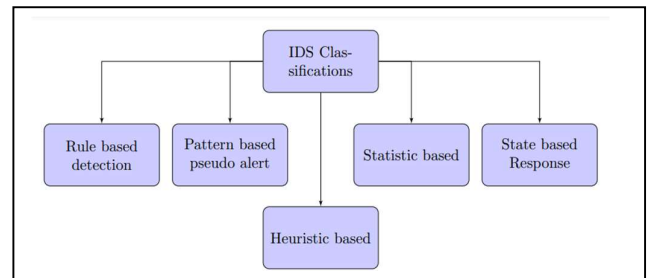 IDS Clas-
sifications
Rule based
detection
Pattern based
pseudo alert
Statistic based
State based
Response
Heuristic based